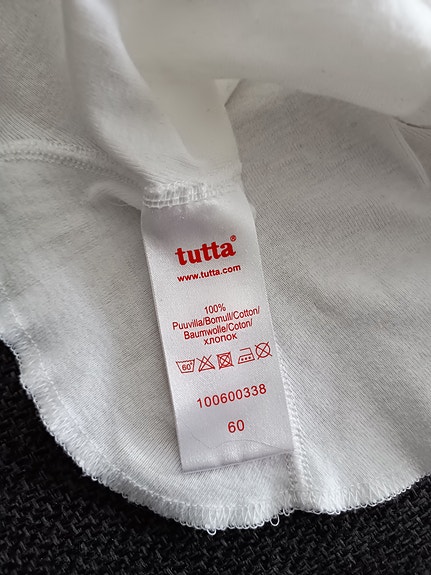 tutta®
www.tutta.com
100%
Puuvilla/Bomull/Cotton/
Baumwolle/Coton/
хлопок
60°
100600338
60